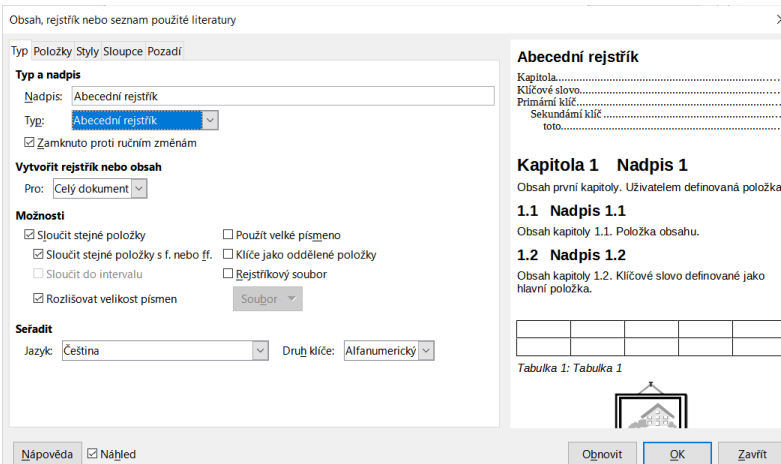 Obsah, rejstřík nebo seznam použité literatury
Typ Položky Styly Sloupce Pozadí
Typ a nadpis
Nadpis: Abecední rejstřík
Typ: Abecední rejstřík
Zamknuto proti ručním změnám
Vytvořit rejstřík nebo obsah
Pro: Celý dokument
Možnosti
Sloučit stejné položky
Použít velké písmeno
Sloučit stejné položky s f. nebo ff.
Klíče jako oddělené položky
Sloučit do intervalu
Rejstříkový soubor
Rozlišovat velikost písmen
Soubor
Seřadit
Jazyk: Čeština
Druh klíče: Alfanumerický
Abecední rejstřík
Kapitola
Klíčové slovo
Primární klíč
Sekundámí klíč
toto
Kapitola 1 Nadpis 1
Obsah první kapitoly. Uživatelem definovaná položka
1.1 Nadpis 1.1
Obsah kapitoly 1.1. Položka obsahu.
1.2 Nadpis 1.2
Obsah kapitoly 1.2. Klíčové slovo definované jako
hlavní položka.
Tabulka 1: Tabulka 1
Nápověda
Náhled
Obnovit
OK
Zavřít